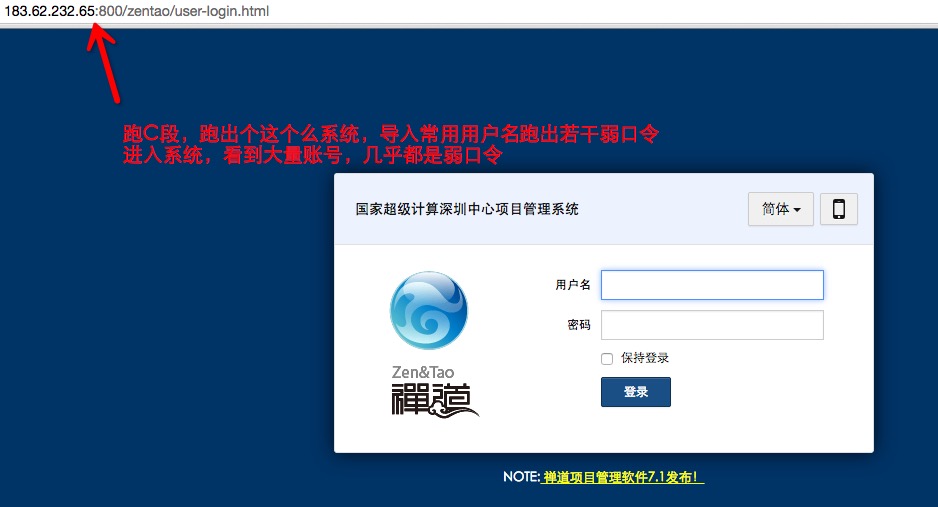 183.62.232.65:800/zentao/user-login.html
跑C段，跑出个这个么系统，导入常用用户名跑出若干弱口令
进入系统，看到大量账号，几乎都是弱口令
国家超级计算深圳中心项目管理系统
简体
用户名
密码
保持登录
登录
Zen&Tao
禅道
NOTE: 禅道项目管理软件7.1发布！